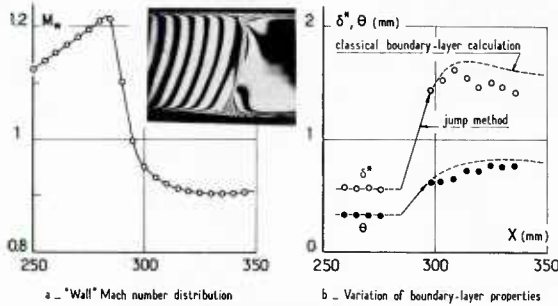 1.2
M_w
1
0.8
250
300
350
a _ "Wall" Mach number distribution
δ*, θ (mm)
2
classical boundary-layer calculation
1
jump method
δ*
θ
0
X (mm)
250
300
350
b _ Variation of boundary-layer properties